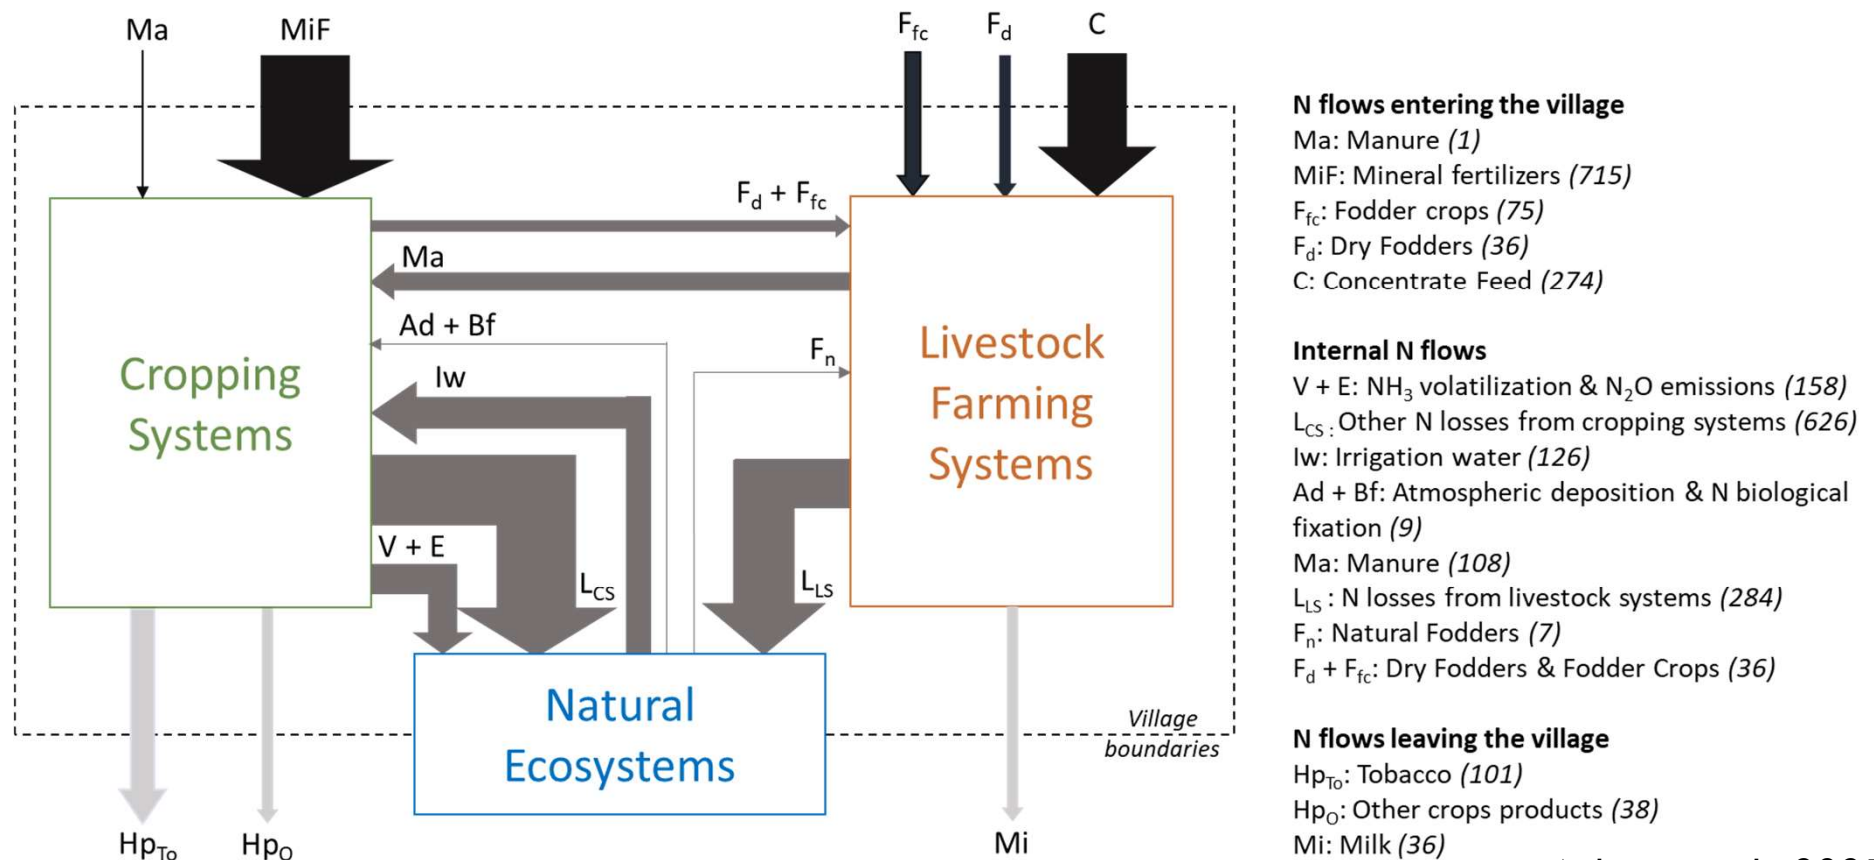 Ma
MiF
Ffc
Fd
C
Fd + Ffc
Ma
Ad + Bf
Fn
Iw
Cropping
Systems
Livestock
Farming
Systems
V + E
LCS
LLS
Natural
Ecosystems
Village
boundaries
HpTo
HpO
Mi
N flows entering the village
Ma: Manure (1)
MiF: Mineral fertilizers (715)
Ffc: Fodder crops (75)
Fd: Dry Fodders (36)
C: Concentrate Feed (274)
Internal N flows
V + E: NH3 volatilization & N2O emissions (158)
LCS : Other N losses from cropping systems (626)
Iw: Irrigation water (126)
Ad + Bf: Atmospheric deposition & N biological
fixation (9)
Ma: Manure (108)
LLS : N losses from livestock systems (284)
Fn: Natural Fodders (7)
Fd + Ffc: Dry Fodders & Fodder Crops (36)
N flows leaving the village
HpTo: Tobacco (101)
HpO: Other crops products (38)
Mi: Milk (36)